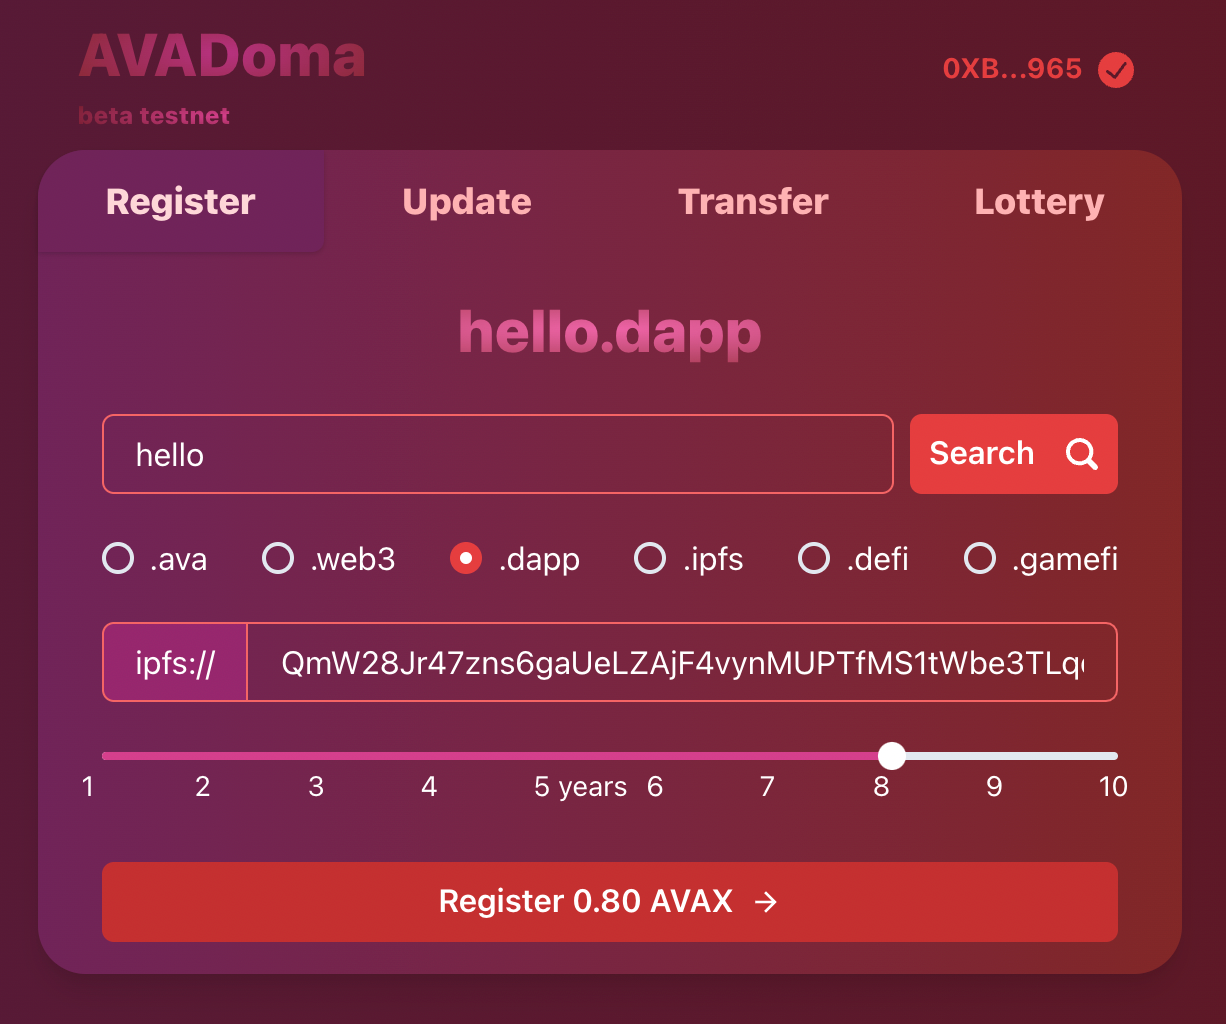 AVADoma
beta testnet
0XB...965
Register Update Transfer Lottery
hello.dapp
hello
Search
.ava .web3 .dapp .ipfs .defi .gamefi
ipfs:// QmW28Jr47zns6gaUeLZAjF4vynMUPTfMS1tWbe3TLq
1 2 3 4 5 years 6 7 8 9 10
Register 0.80 AVAX →